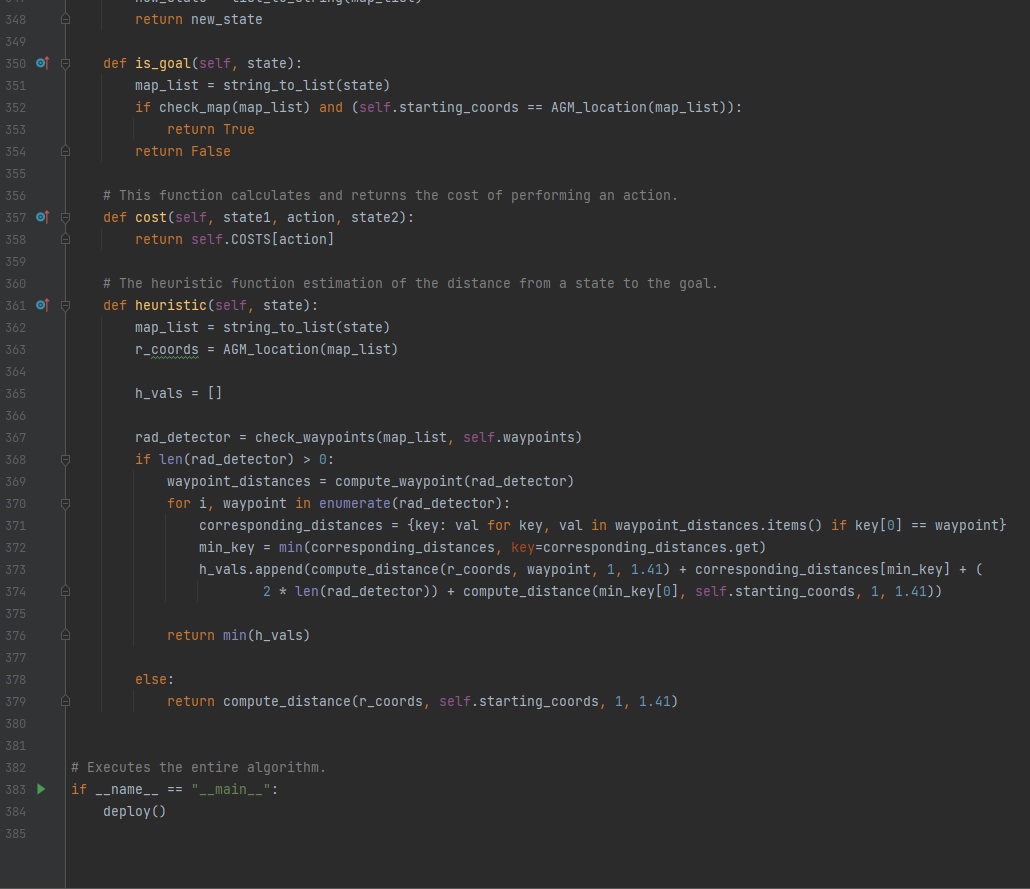 347 new_state = list_to_string(map_list)
348 return new_state
349
350 def is_goal(self, state):
351 map_list = string_to_list(state)
352 if check_map(map_list) and (self.starting_coords == AGM_location(map_list)):
353 return True
354 return False
355
356 # This function calculates and returns the cost of performing an action.
357 def cost(self, state1, action, state2):
358 return self.COSTS[action]
359
360 # The heuristic function estimation of the distance from a state to the goal.
361 def heuristic(self, state):
362 map_list = string_to_list(state)
363 r_coords = AGM_location(map_list)
364
365 h_vals = []
366
367 rad_detector = check_waypoints(map_list, self.waypoints)
368 if len(rad_detector) > 0:
369 waypoint_distances = compute_waypoint(rad_detector)
370 for i, waypoint in enumerate(rad_detector):
371 corresponding_distances = {key: val for key, val in waypoint_distances.items() if key[0] == waypoint}
372 min_key = min(corresponding_distances, key=corresponding_distances.get)
373 h_vals.append(compute_distance(r_coords, waypoint, 1, 1.41) + corresponding_distances[min_key] + (
374 2 * len(rad_detector)) + compute_distance(min_key[0], self.starting_coords, 1, 1.41))
375
376 return min(h_vals)
377
378 else:
379 return compute_distance(r_coords, self.starting_coords, 1, 1.41)
380
381
382 # Executes the entire algorithm.
383 if __name__ == "__main__":
384 deploy()
385